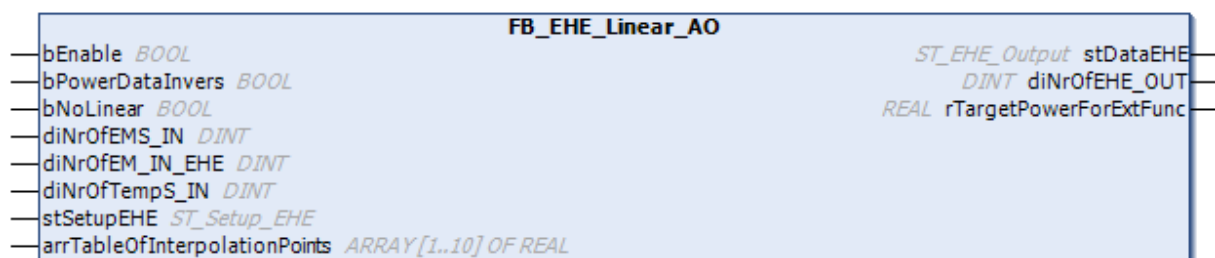 FB_EHE_Linear_AO
bEnable BOOL ST_EHE_Output stDataEHE
bPowerDataInvers BOOL DINT diNrOfEHE_OUT
bNoLinear BOOL REAL rTargetPowerForExtFunc
diNrOfEMS_IN DINT
diNrOfEM_IN_EHE DINT
diNrOfTempS_IN DINT
stSetupEHE ST_Setup_EHE
arrTableOfInterpolationPoints ARRAY [1..10] OF REAL